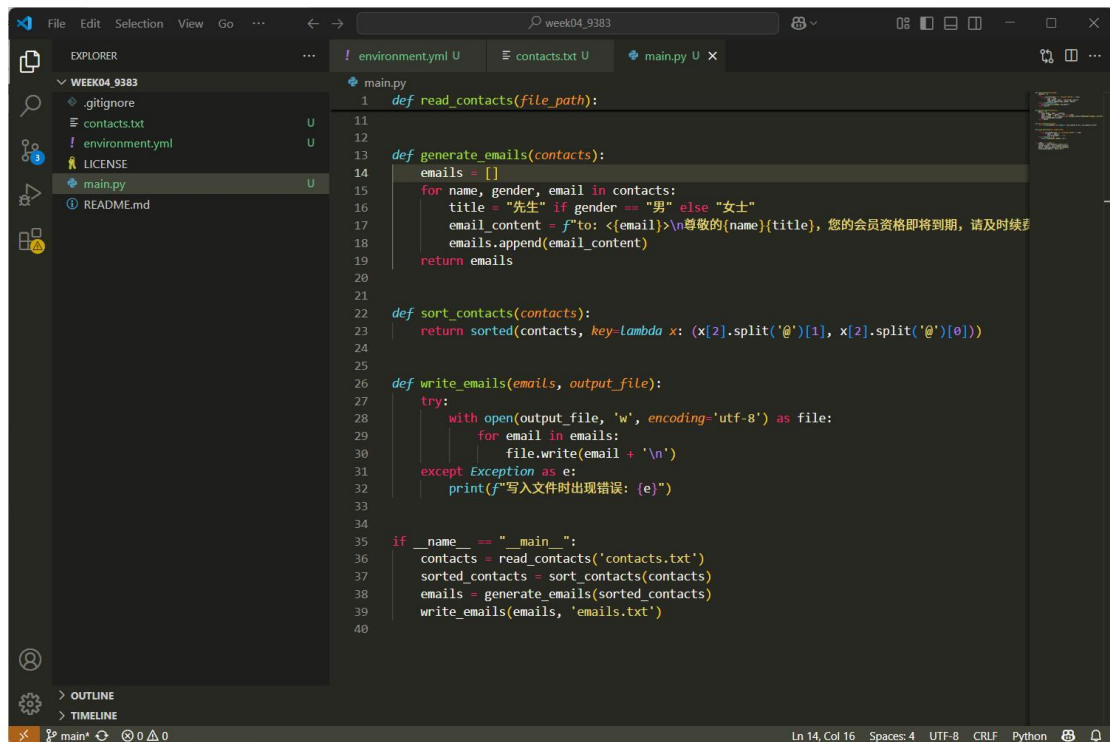 File Edit Selection View Go ··· week04_9383
EXPLORER ···
WEEK04_9383
.gitignore
contacts.txt U
environment.yml U
LICENSE
main.py U
README.md
OUTLINE
TIMELINE
3
! environment.yml U contacts.txt U main.py U
main.py
1 def read_contacts(file_path):
11
12
13 def generate_emails(contacts):
14 emails = []
15 for name, gender, email in contacts:
16 title = "先生" if gender == "男" else "女士"
17 email_content = f"to: <{email}>\n尊敬的{name}{title}，您的会员资格即将到期，请及时续费
18 emails.append(email_content)
19 return emails
20
21
22 def sort_contacts(contacts):
23 return sorted(contacts, key=lambda x: (x[2].split('@')[1], x[2].split('@')[0]))
24
25
26 def write_emails(emails, output_file):
27 try:
28 with open(output_file, 'w', encoding='utf-8') as file:
29 for email in emails:
30 file.write(email + '\n')
31 except Exception as e:
32 print(f"写入文件时出现错误: {e}")
33
34
35 if __name__ == "__main__":
36 contacts = read_contacts('contacts.txt')
37 sorted_contacts = sort_contacts(contacts)
38 emails = generate_emails(sorted_contacts)
39 write_emails(emails, 'emails.txt')
40
main* 0 0 Ln 14, Col 16 Spaces: 4 UTF-8 CRLF Python